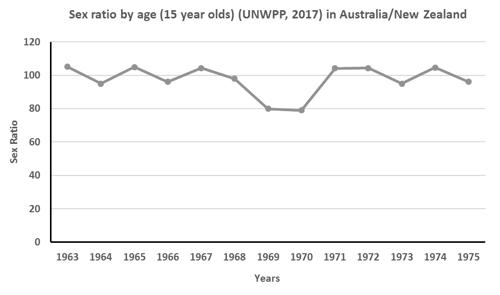 Sex ratio by age (15 year olds) (UNWPP, 2017) in Australia/New Zealand
120
100
80
60
40
20
0
Sex Ratio
1963 1964 1965 1966 1967 1968 1969 1970 1971 1972 1973 1974 1975
Years